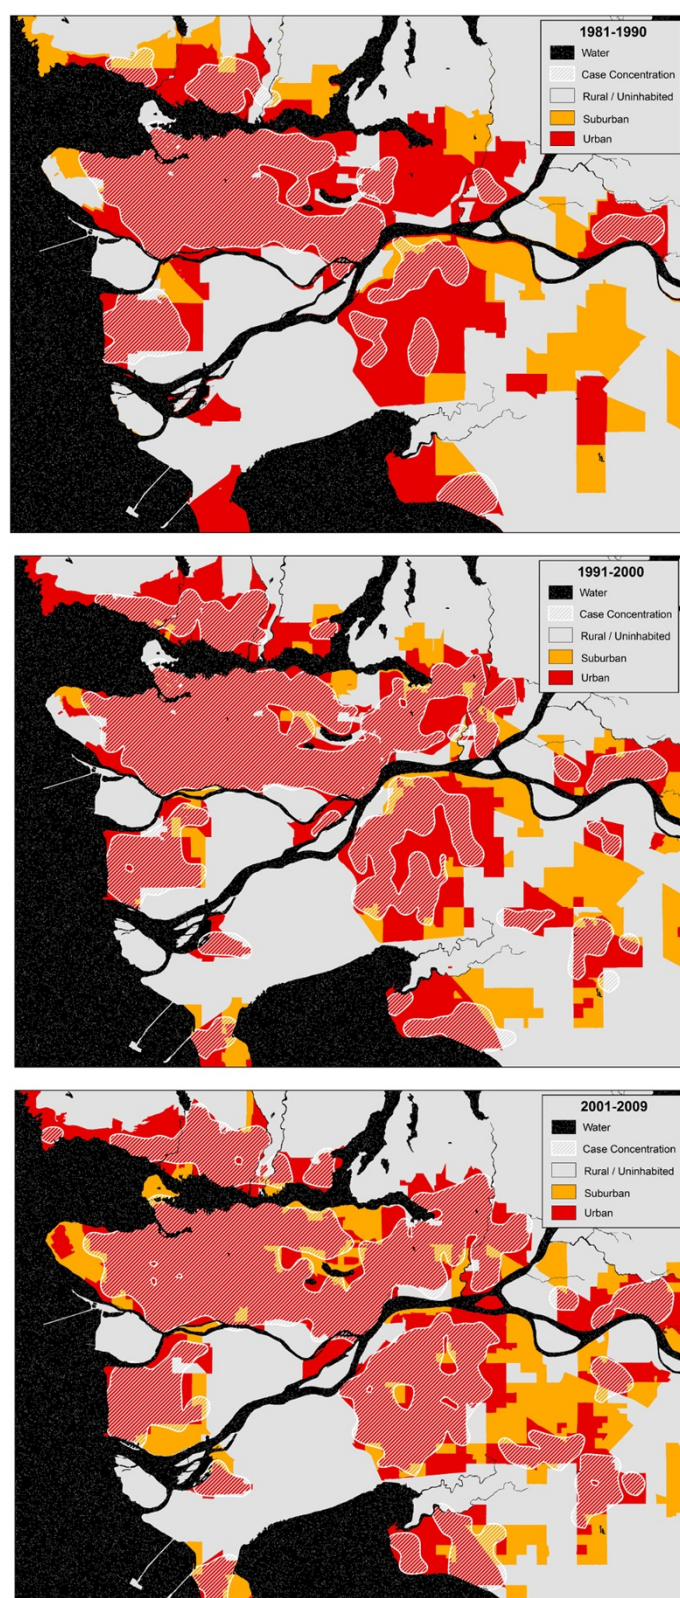 1981-1990
Water
Case Concentration
Rural / Uninhabited
Suburban
Urban
1991-2000
Water
Case Concentration
Rural / Uninhabited
Suburban
Urban
2001-2009
Water
Case Concentration
Rural / Uninhabited
Suburban
Urban